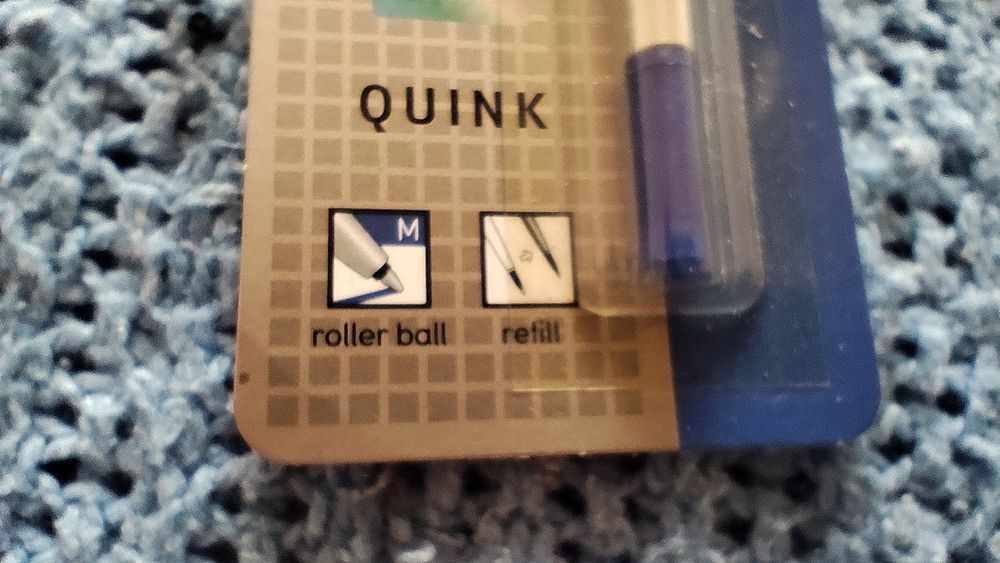 QUINK
M
roller ball
refill